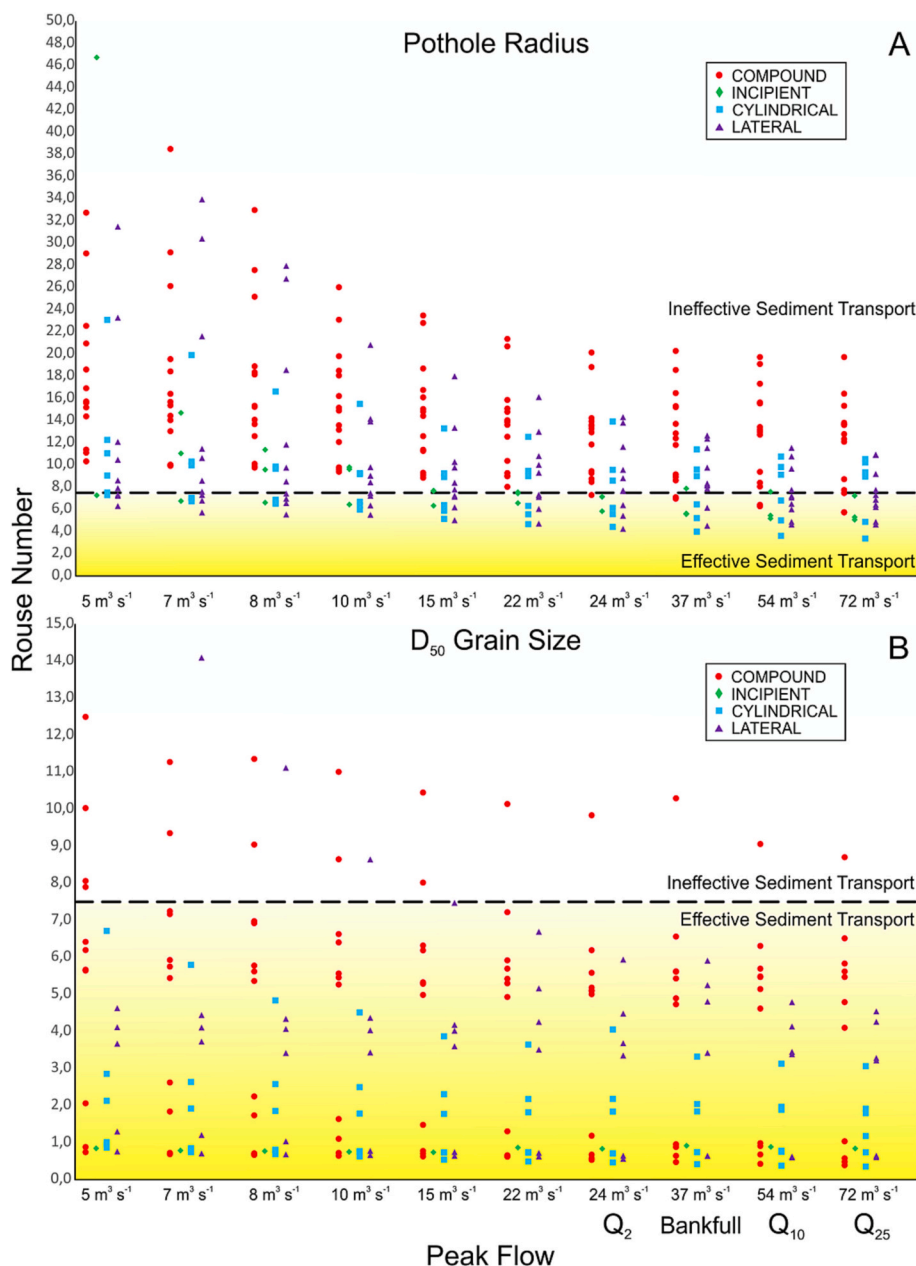 Pothole Radius
A
COMPOUND
INCIPIENT
CYLINDRICAL
LATERAL
50,0
48,0
46,0
44,0
42,0
40,0
38,0
36,0
34,0
32,0
30,0
28,0
26,0
24,0
22,0
20,0
18,0
16,0
14,0
12,0
10,0
8,0
6,0
4,0
2,0
0,0
Ineffective Sediment Transport
Effective Sediment Transport
5 m³ s⁻¹ 7 m³ s⁻¹ 8 m³ s⁻¹ 10 m³ s⁻¹ 15 m³ s⁻¹ 22 m³ s⁻¹ 24 m³ s⁻¹ 37 m³ s⁻¹ 54 m³ s⁻¹ 72 m³ s⁻¹
Rouse Number
D₅₀ Grain Size
B
COMPOUND
INCIPIENT
CYLINDRICAL
LATERAL
15,0
14,0
13,0
12,0
11,0
10,0
9,0
8,0
7,0
6,0
5,0
4,0
3,0
2,0
1,0
0,0
Ineffective Sediment Transport
Effective Sediment Transport
5 m³ s⁻¹ 7 m³ s⁻¹ 8 m³ s⁻¹ 10 m³ s⁻¹ 15 m³ s⁻¹ 22 m³ s⁻¹ 24 m³ s⁻¹ 37 m³ s⁻¹ 54 m³ s⁻¹ 72 m³ s⁻¹
Q₂ Bankfull Q₁₀ Q₂₅
Peak Flow